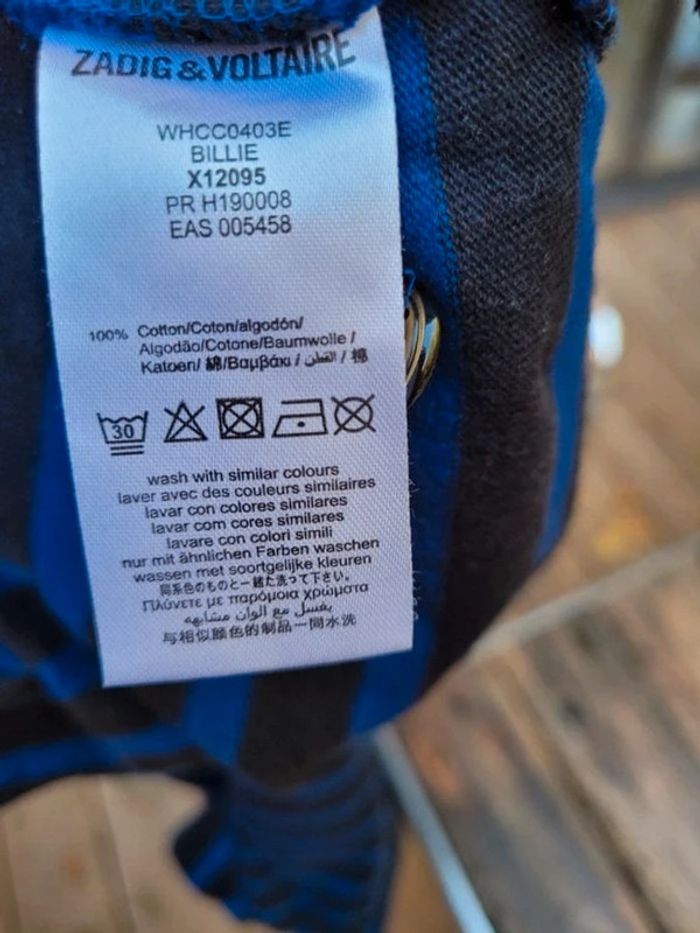 ZADIG & VOLTAIRE
WHCC0403E
BILLIE
X12095
PR H190008
EAS 005458
100% Cotton/Coton/algodón/
Algodão/Cotone/Baumwolle /
Katoen/ 綿/Βαμβάκι / القطن / 棉
30
wash with similar colours
laver avec des couleurs similaires
lavar con colores similares
lavar com cores similares
lavare con colori simili
nur mit ähnlichen Farben waschen
wassen met soortgelijke kleuren
同系色のものと一緒に洗って下さい。
Πλύνετε με παρόμοια χρώματα
يغسل مع الوان مشابهه
与相似颜色的制品一同水洗